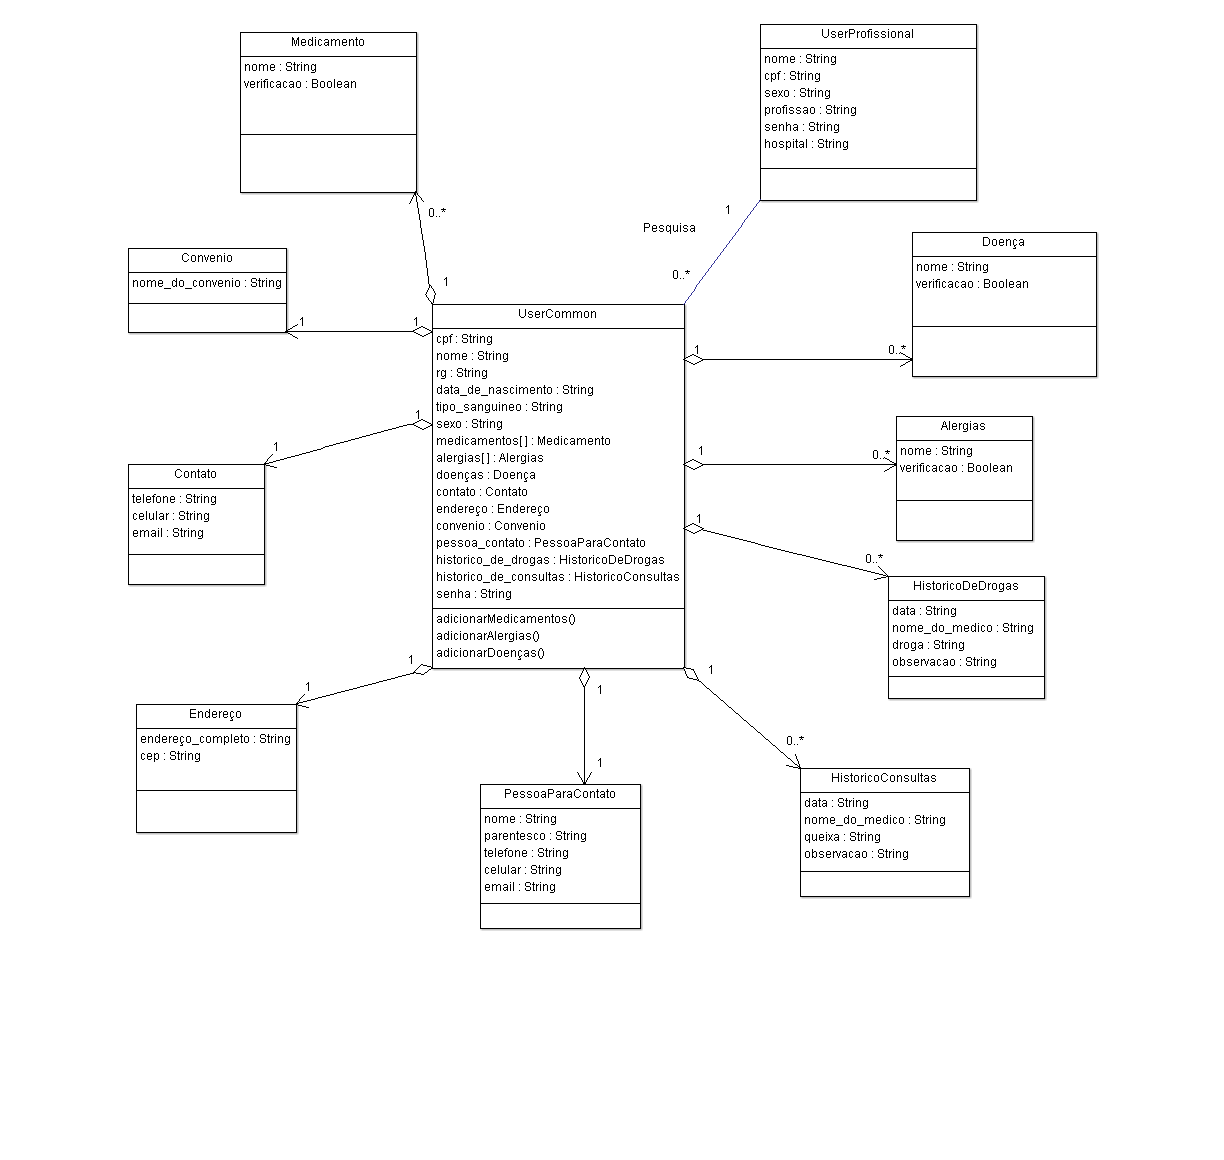 Medicamento
nome : String
verificacao : Boolean
0..*
1
UserProfissional
nome : String
cpf : String
sexo : String
profissao : String
senha : String
hospital : String
1
Pesquisa
0..*
Convenio
nome_do_convenio : String
1
1
Doença
nome : String
verificacao : Boolean
1
0..*
UserCommon
cpf : String
nome : String
rg : String
data_de_nascimento : String
tipo_sanguineo : String
sexo : String
medicamentos[ ] : Medicamento
alergias[ ] : Alergias
doenças : Doença
contato : Contato
endereço : Endereço
convenio : Convenio
pessoa_contato : PessoaParaContato
historico_de_drogas : HistoricoDeDrogas
historico_de_consultas : HistoricoConsultas
senha : String
adicionarMedicamentos()
adicionarAlergias()
adicionarDoenças()
1
1
Contato
telefone : String
celular : String
email : String
1
0..*
Alergias
nome : String
verificacao : Boolean
1
0..*
HistoricoDeDrogas
data : String
nome_do_medico : String
droga : String
observacao : String
1
1
Endereço
endereço_completo : String
cep : String
1
1
PessoaParaContato
nome : String
parentesco : String
telefone : String
celular : String
email : String
1
0..*
HistoricoConsultas
data : String
nome_do_medico : String
queixa : String
observacao : String